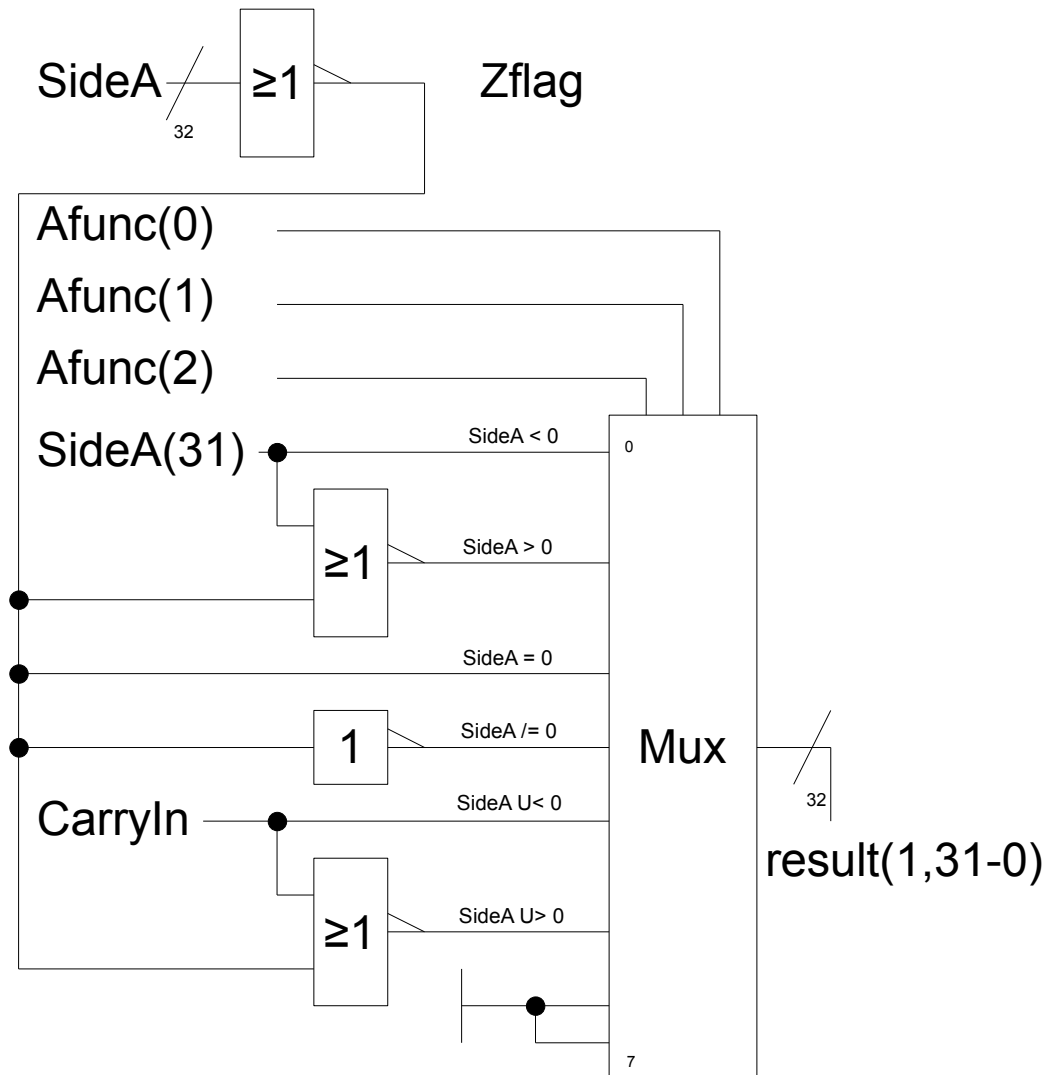 SideA
32
≥1
Zflag
Afunc(0)
Afunc(1)
Afunc(2)
SideA(31)
SideA < 0
0
≥1
SideA > 0
SideA = 0
1
SideA /= 0
Mux
32
CarryIn
SideA U< 0
result(1,31-0)
≥1
SideA U> 0
7